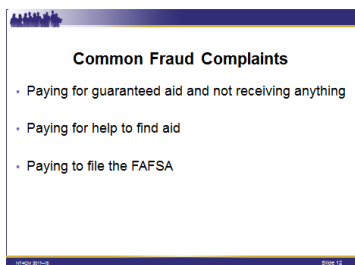 Common Fraud Complaints
• Paying for guaranteed aid and not receiving anything
• Paying for help to find aid
• Paying to file the FAFSA
Slide 12